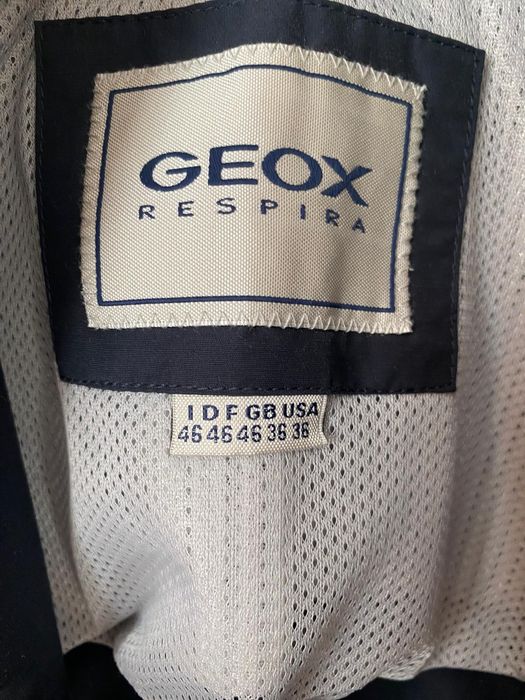 GEOX
RESPIRA
I D F GB USA
46 46 46 36 36